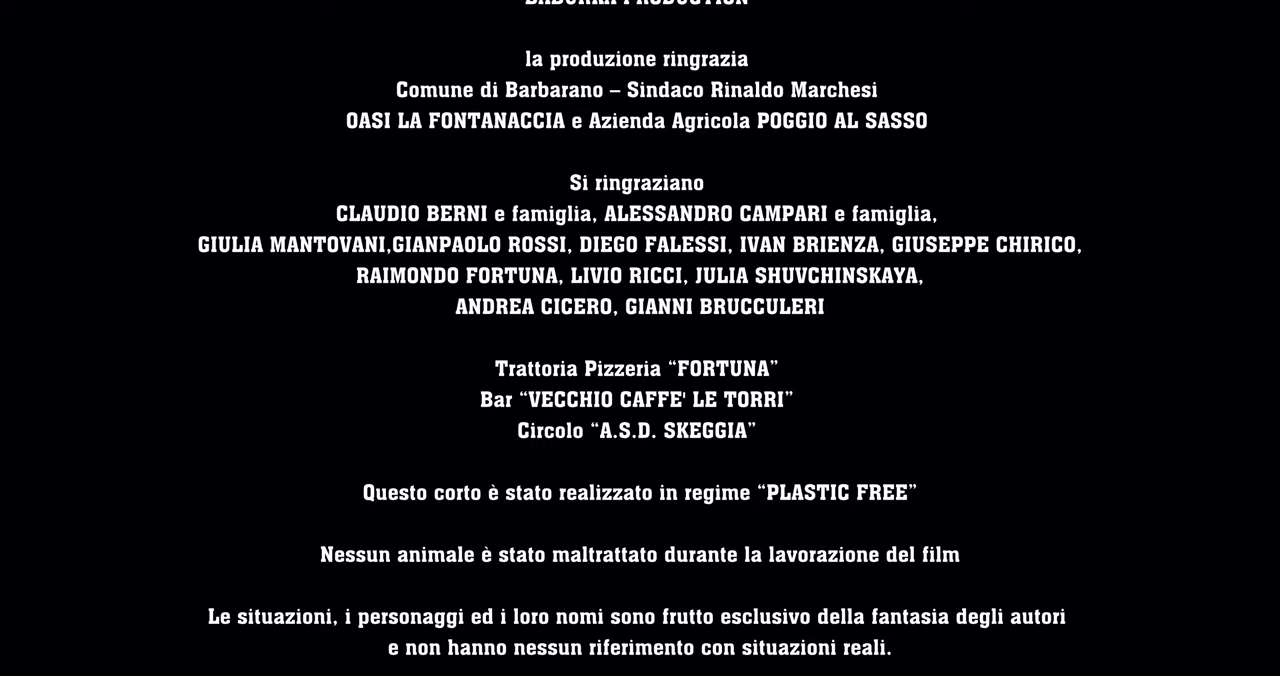 PRODUCTION
la produzione ringrazia
Comune di Barbarano – Sindaco Rinaldo Marchesi
OASI LA FONTANACCIA e Azienda Agricola POGGIO AL SASSO
Si ringraziano
CLAUDIO BERNI e famiglia, ALESSANDRO CAMPARI e famiglia,
GIULIA MANTOVANI,GIANPAOLO ROSSI, DIEGO FALESSI, IVAN BRIENZA, GIUSEPPE CHIRICO,
RAIMONDO FORTUNA, LIVIO RICCI, JULIA SHUVCHINSKAYA,
ANDREA CICERO, GIANNI BRUCCULERI
Trattoria Pizzeria “FORTUNA”
Bar “VECCHIO CAFFE' LE TORRI”
Circolo “A.S.D. SKEGGIA”
Questo corto è stato realizzato in regime “PLASTIC FREE”
Nessun animale è stato maltrattato durante la lavorazione del film
Le situazioni, i personaggi ed i loro nomi sono frutto esclusivo della fantasia degli autori
e non hanno nessun riferimento con situazioni reali.